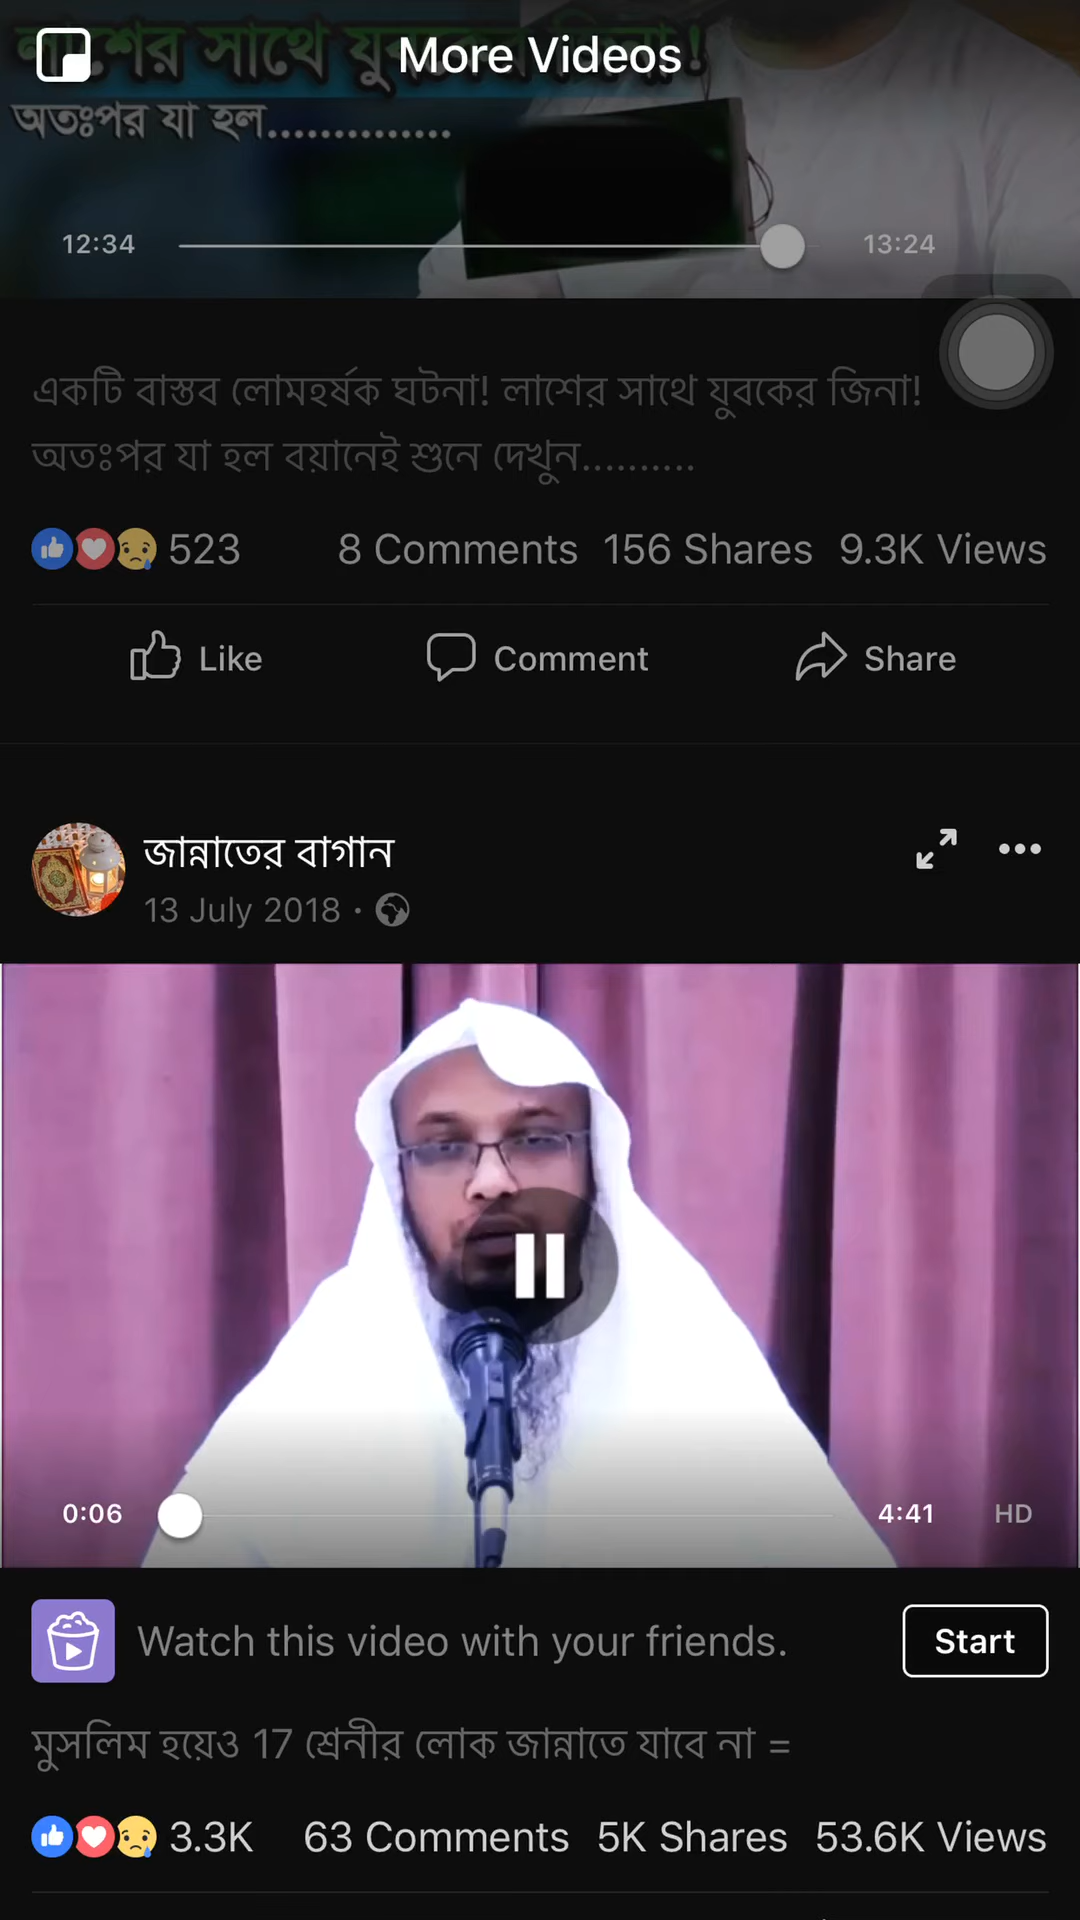 লাশের সাথে যুবকের জিনা!
More Videos
অতঃপর যা হল..............
12:34
13:24
একটি বাস্তব লোমহর্ষক ঘটনা! লাশের সাথে যুবকের জিনা!
অতঃপর যা হল বয়ানেই শুনে দেখুন..........
523 8 Comments 156 Shares 9.3K Views
Like Comment Share
জান্নাতের বাগান
13 July 2018 ·
0:06 4:41 HD
Watch this video with your friends. Start
মুসলিম হয়েও 17 শ্রেনীর লোক জান্নাতে যাবে না =
3.3K 63 Comments 5K Shares 53.6K Views